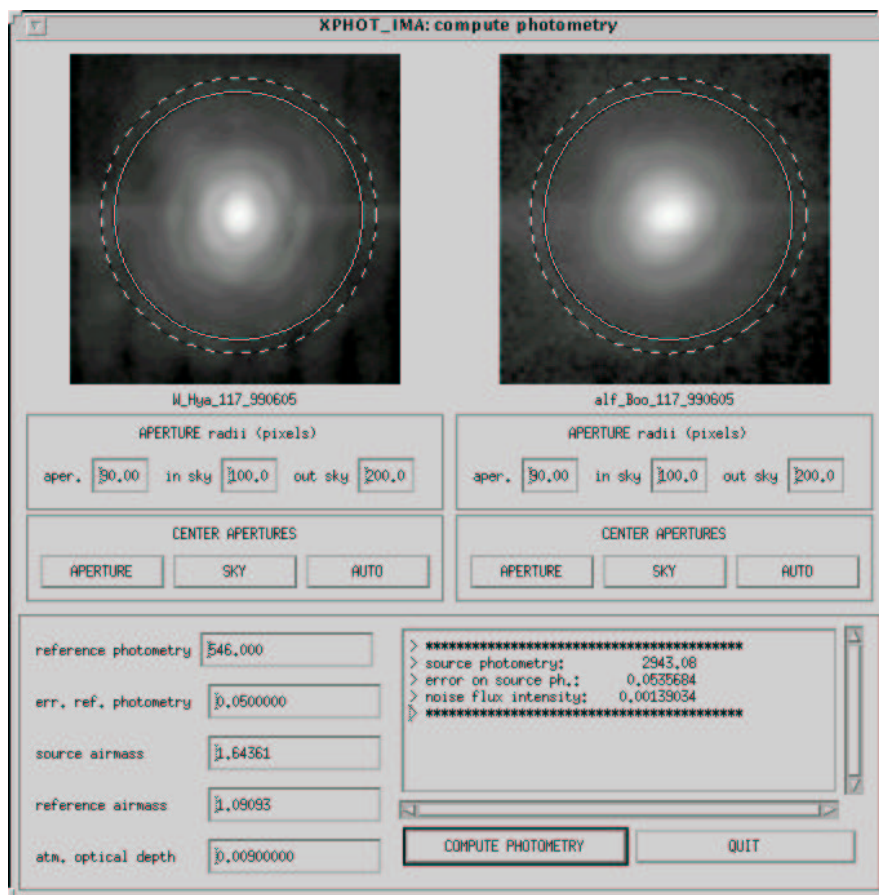 XPHOT_IMA: compute photometry
W_Hya_117_990605
alf_Boo_117_990605
APERTURE radii (pixels)
aper. 90.00 in sky 100.0 out sky 200.0
APERTURE radii (pixels)
aper. 90.00 in sky 100.0 out sky 200.0
CENTER APERTURES
APERTURE SKY AUTO
CENTER APERTURES
APERTURE SKY AUTO
reference photometry 546.000
err. ref. photometry 0.0500000
source airmass 1.64361
reference airmass 1.09093
atm. optical depth 0.00900000
> *****************************************
> source photometry: 2943.08
> error on source ph.: 0.0535684
> noise flux intensity: 0.00139034
> *****************************************
COMPUTE PHOTOMETRY QUIT